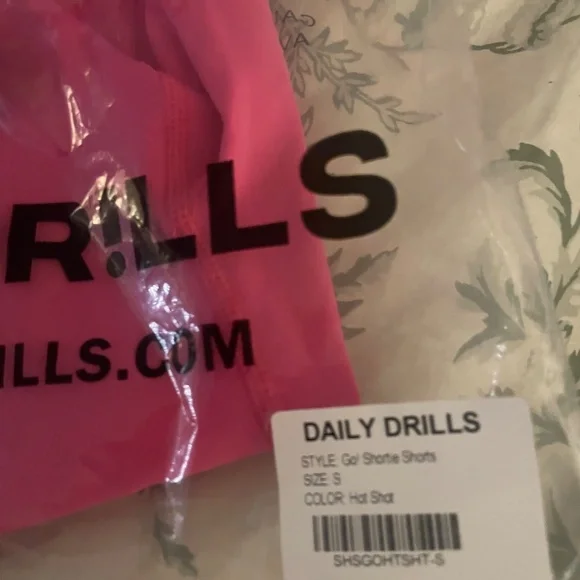 R!LLS
ILLS.COM
DAILY DRILLS
STYLE: Go! Shortie Shorts
SIZE: S
COLOR: Hot Shot
SHSGOHTSHT-S